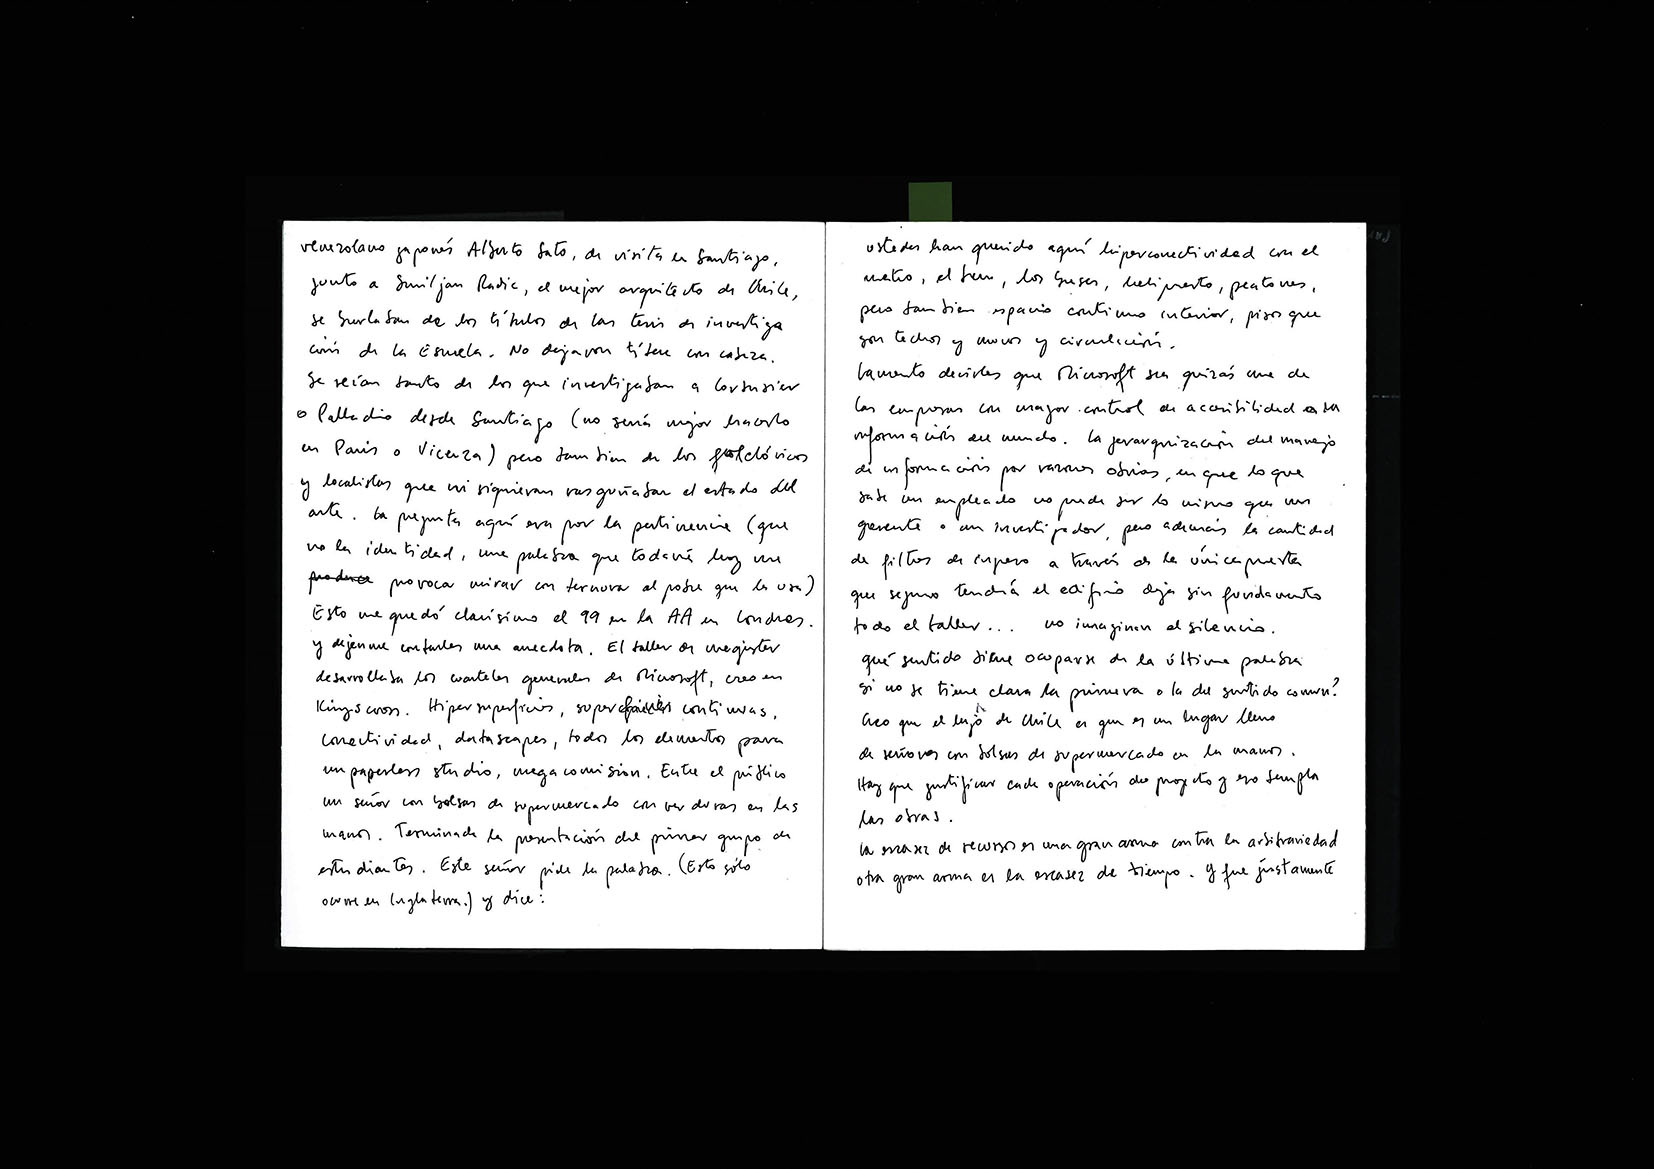 venezolano japonés Alberto Sato, de visita en Santiago,
junto a Smiljan Radic, el mejor arquitecto de Chile,
se burlaban de los títulos de las tesis de investiga
ción de la Escuela. No dejaron títere con cabeza.
Se reían tanto de los que investigaban a Corbusier
o Palladio desde Santiago (no sería mejor hacerlo
en París o Vicenza) pero tambien de los folclóricos
y localistas que ni siquieran rasguñaban el estado del
arte. La pregunta aquí era por la pertinencia (que
no la identidad, una palabra que todavía hoy me
produce provoca mirar con ternura al pobre que la usa)
Esto me quedó clarísimo el 99 en la AA en Londres.
y déjenme contarles una anecdota. El taller de magister
desarrollaba los cuarteles generales de Microsoft, creo en
Kings cross. Hipersuperficies, superficies continuas,
conectividad, datascapes, todos los elementos para
un paperless studio, mega comision. Entre el público
un señor con bolsas de supermercado con verduras en las
manos. Terminada la presentación del primer grupo de
estudiantes. Este señor pide la palabra. (Esto sólo
ocurre en Inglaterra.) y dice:
ustedes han querido aquí hiperconectividad con el
metro, el tren, los buses, helipuerto, peatones,
pero tambien espacio continuo interior, pisos que
son techos y muros y circulación.
Lamento decirles que Microsoft sea quizás una de
las empresas con mayor control de accesibilidad a su
información del mundo. La jerarquización del manejo
de información por razones obvias, en que lo que
sabe un empleado no puede ser lo mismo que un
gerente o un investigador, pero además la cantidad
de filtros de ingreso a través de la única puerta
que seguro tendría el edificio deja sin fundamento
todo el taller... no imaginan el silencio.
qué sentido tiene ocuparse de la última palabra
si no se tiene clara la primera o la del sentido comun?
Creo que el lujo de Chile es que es un lugar lleno
de señores con bolsas de supermercado en la manos.
Hay que justificar cada operación de proyecto y eso templa
las obras.
La escasez de recursos es una gran arma contra la arbitrariedad
otra gran arma es la escasez de tiempo. Y fue justamente